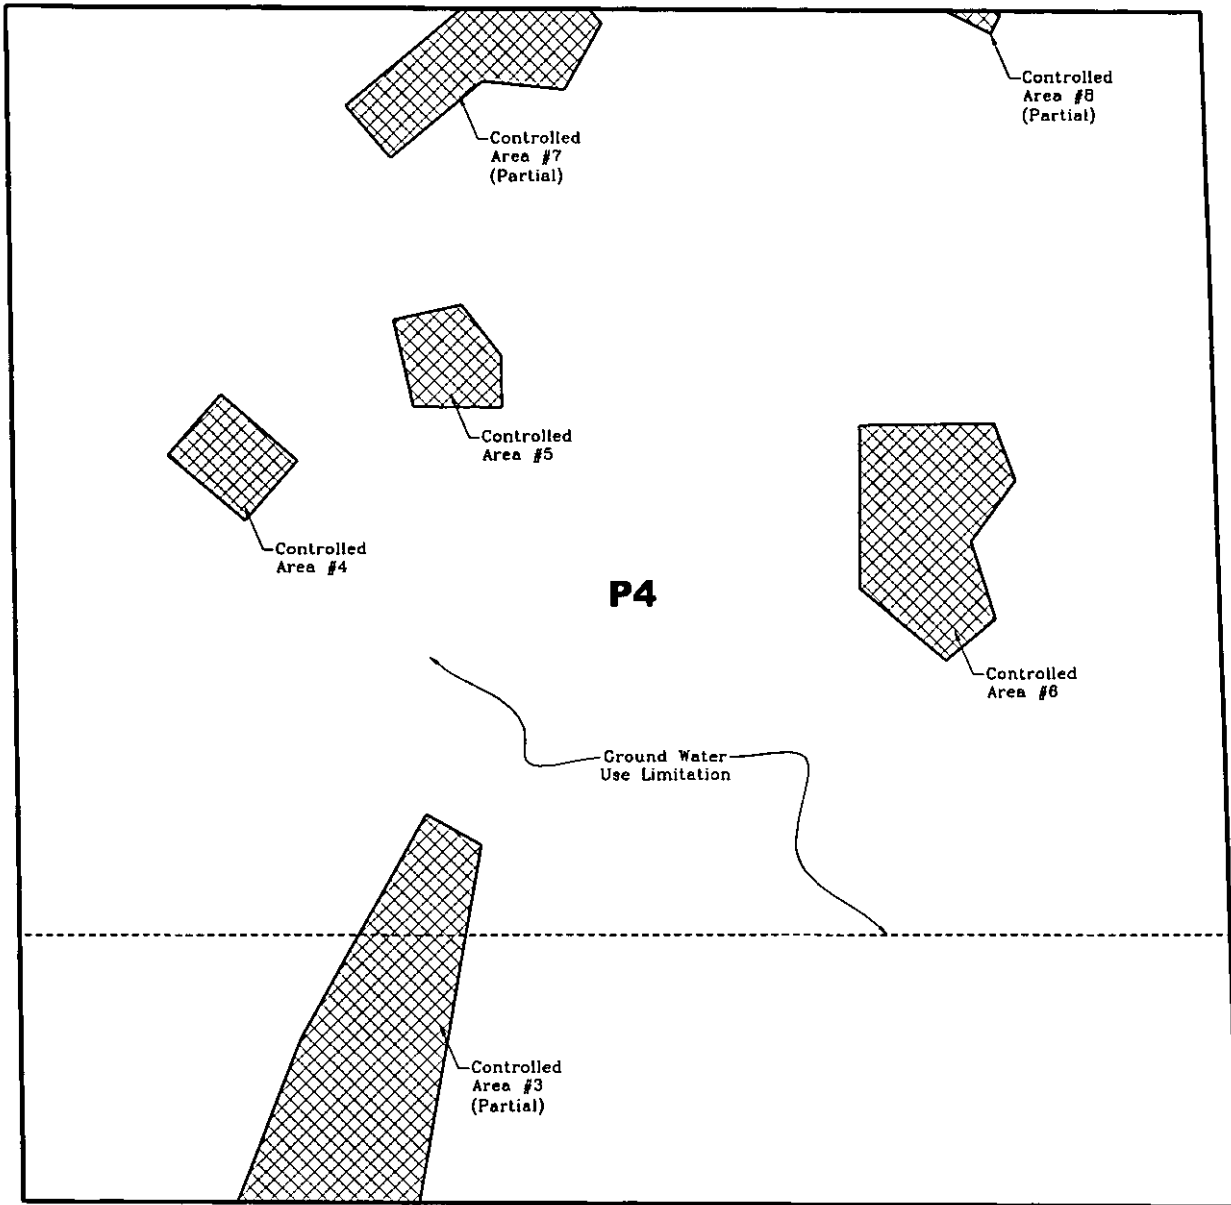 Controlled
Area #8
(Partial)
Controlled
Area #7
(Partial)
Controlled
Area #5
Controlled
Area #4
P4
Controlled
Area #6
Ground Water
Use Limitation
Controlled
Area #3
(Partial)